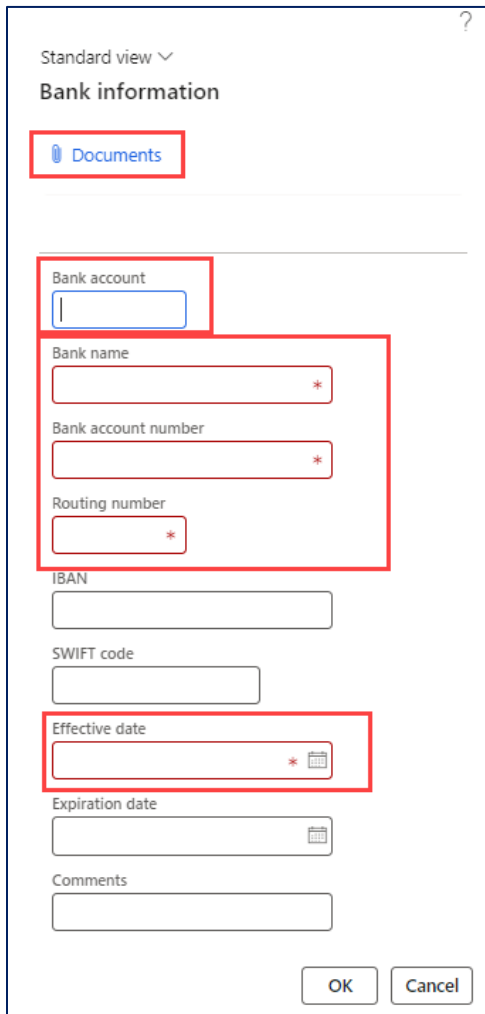 ?
Standard view
Bank information
Documents
Bank account
Bank name
*
Bank account number
*
Routing number
*
IBAN
SWIFT code
Effective date
*
Expiration date
Comments
OK Cancel